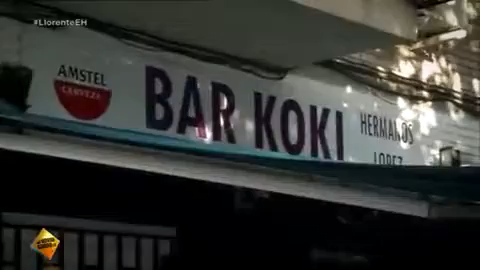 #LlorenteEH
AMSTEL
CERVEZA
BAR KOKI
HERMANOS
LOPEZ